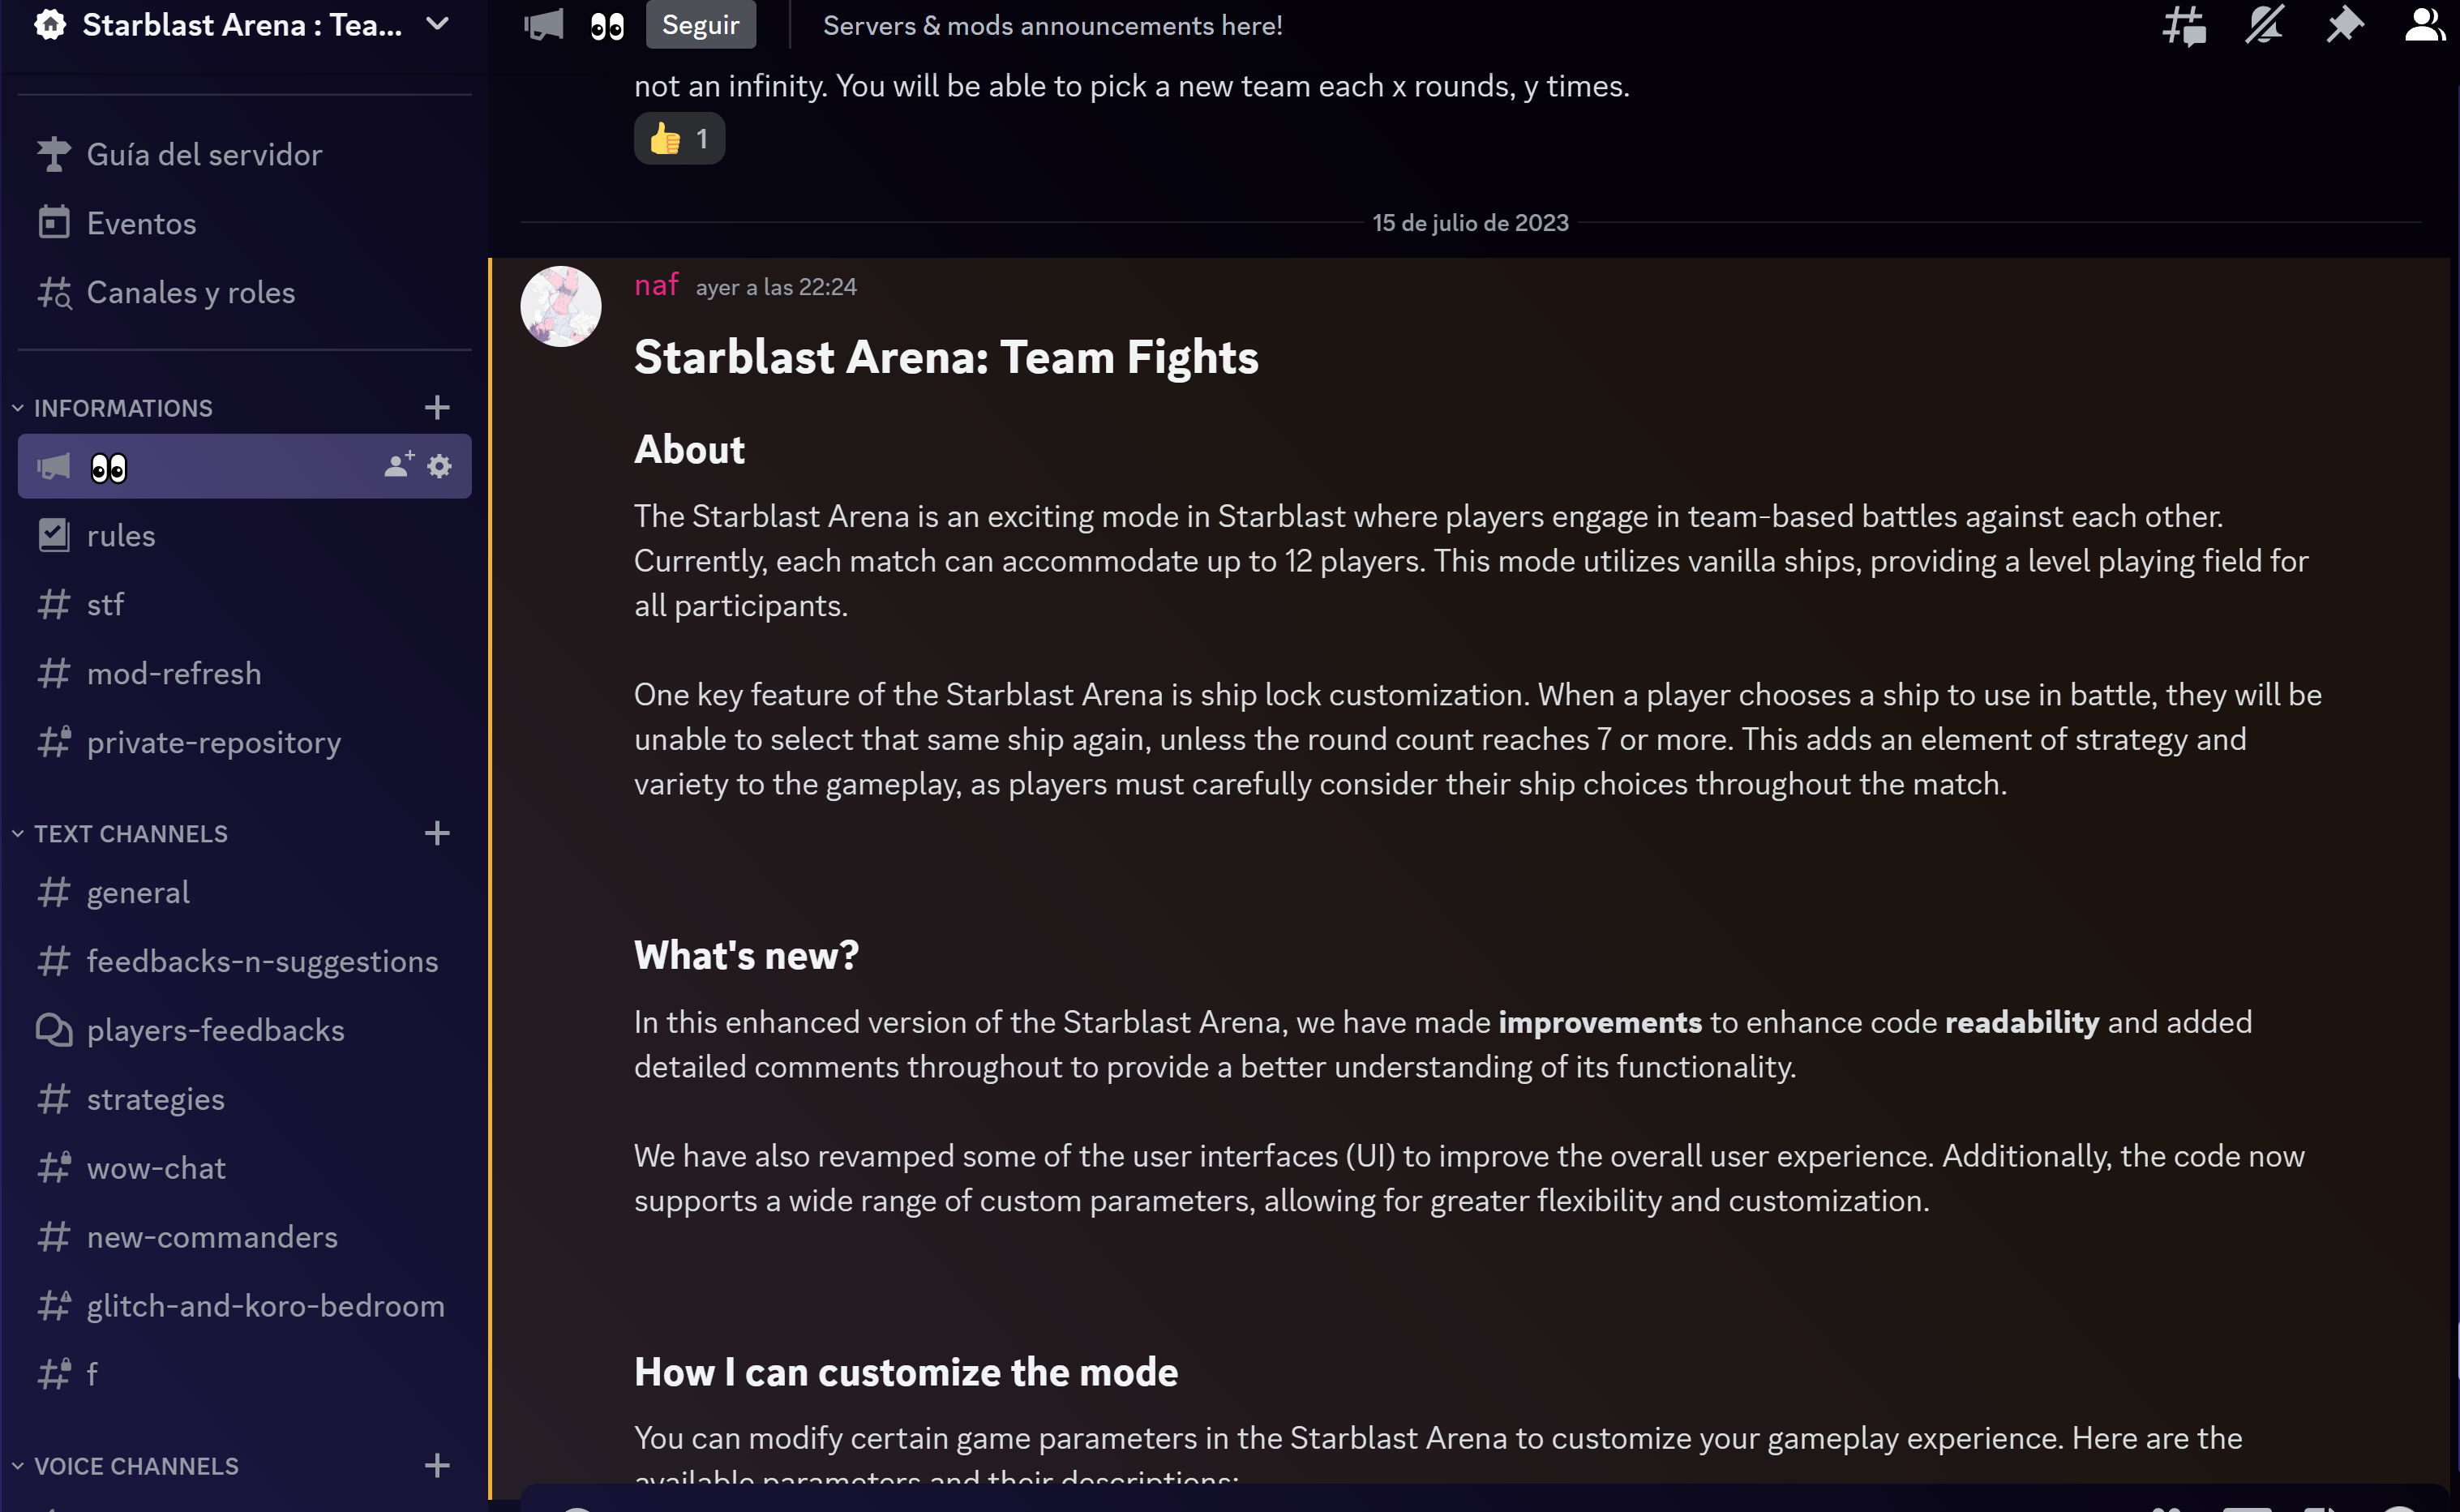 Starblast Arena : Tea...
Guía del servidor
Eventos
Canales y roles
INFORMATIONS
rules
stf
mod-refresh
private-repository
TEXT CHANNELS
general
feedbacks-n-suggestions
players-feedbacks
strategies
wow-chat
new-commanders
glitch-and-koro-bedroom
f
VOICE CHANNELS
Seguir
Servers & mods announcements here!
not an infinity. You will be able to pick a new team each x rounds, y times.
1
15 de julio de 2023
naf ayer a las 22:24
Starblast Arena: Team Fights
About
The Starblast Arena is an exciting mode in Starblast where players engage in team-based battles against each other.
Currently, each match can accommodate up to 12 players. This mode utilizes vanilla ships, providing a level playing field for
all participants.
One key feature of the Starblast Arena is ship lock customization. When a player chooses a ship to use in battle, they will be
unable to select that same ship again, unless the round count reaches 7 or more. This adds an element of strategy and
variety to the gameplay, as players must carefully consider their ship choices throughout the match.
What's new?
In this enhanced version of the Starblast Arena, we have made improvements to enhance code readability and added
detailed comments throughout to provide a better understanding of its functionality.
We have also revamped some of the user interfaces (UI) to improve the overall user experience. Additionally, the code now
supports a wide range of custom parameters, allowing for greater flexibility and customization.
How I can customize the mode
You can modify certain game parameters in the Starblast Arena to customize your gameplay experience. Here are the
available parameters and their descriptions: